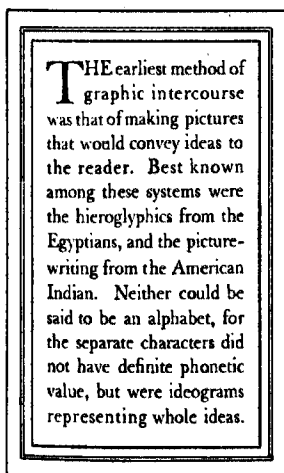 THE earliest method of
graphic intercourse
was that of making pictures
that would convey ideas to
the reader. Best known
among these systems were
the hieroglyphics from the
Egyptians, and the picture-
writing from the American
Indian. Neither could be
said to be an alphabet, for
the separate characters did
not have definite phonetic
value, but were ideograms
representing whole ideas.